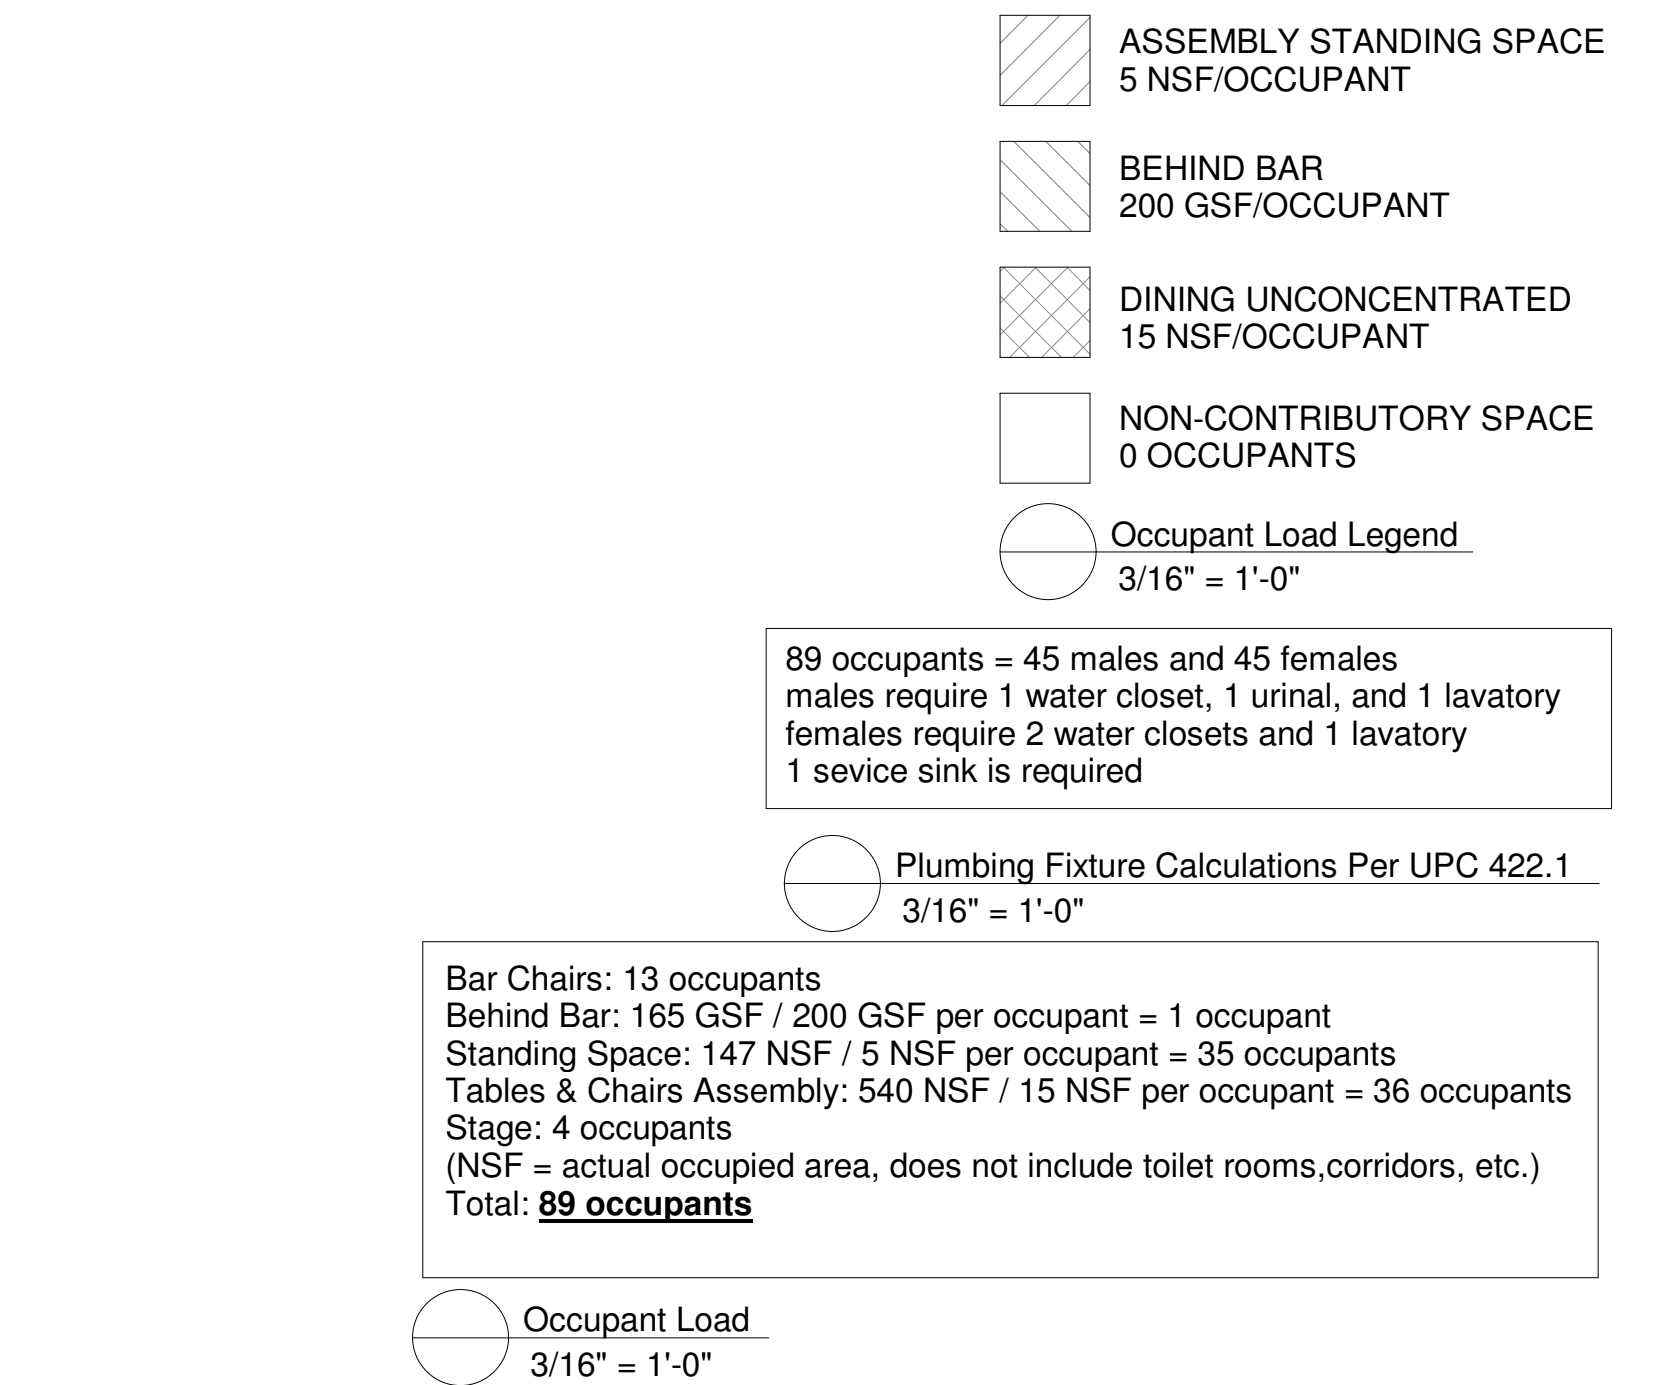 ASSEMBLY STANDING SPACE
5 NSF/OCCUPANT
BEHIND BAR
200 GSF/OCCUPANT
DINING UNCONCENTRATED
15 NSF/OCCUPANT
NON-CONTRIBUTORY SPACE
0 OCCUPANTS
Occupant Load Legend
3/16" = 1'-0"
89 occupants = 45 males and 45 females
males require 1 water closet, 1 urinal, and 1 lavatory
females require 2 water closets and 1 lavatory
1 sevice sink is required
Plumbing Fixture Calculations Per UPC 422.1
3/16" = 1'-0"
Bar Chairs: 13 occupants
Behind Bar: 165 GSF / 200 GSF per occupant = 1 occupant
Standing Space: 147 NSF / 5 NSF per occupant = 35 occupants
Tables & Chairs Assembly: 540 NSF / 15 NSF per occupant = 36 occupants
Stage: 4 occupants
(NSF = actual occupied area, does not include toilet rooms,corridors, etc.)
Total: 89 occupants
Occupant Load
3/16" = 1'-0"